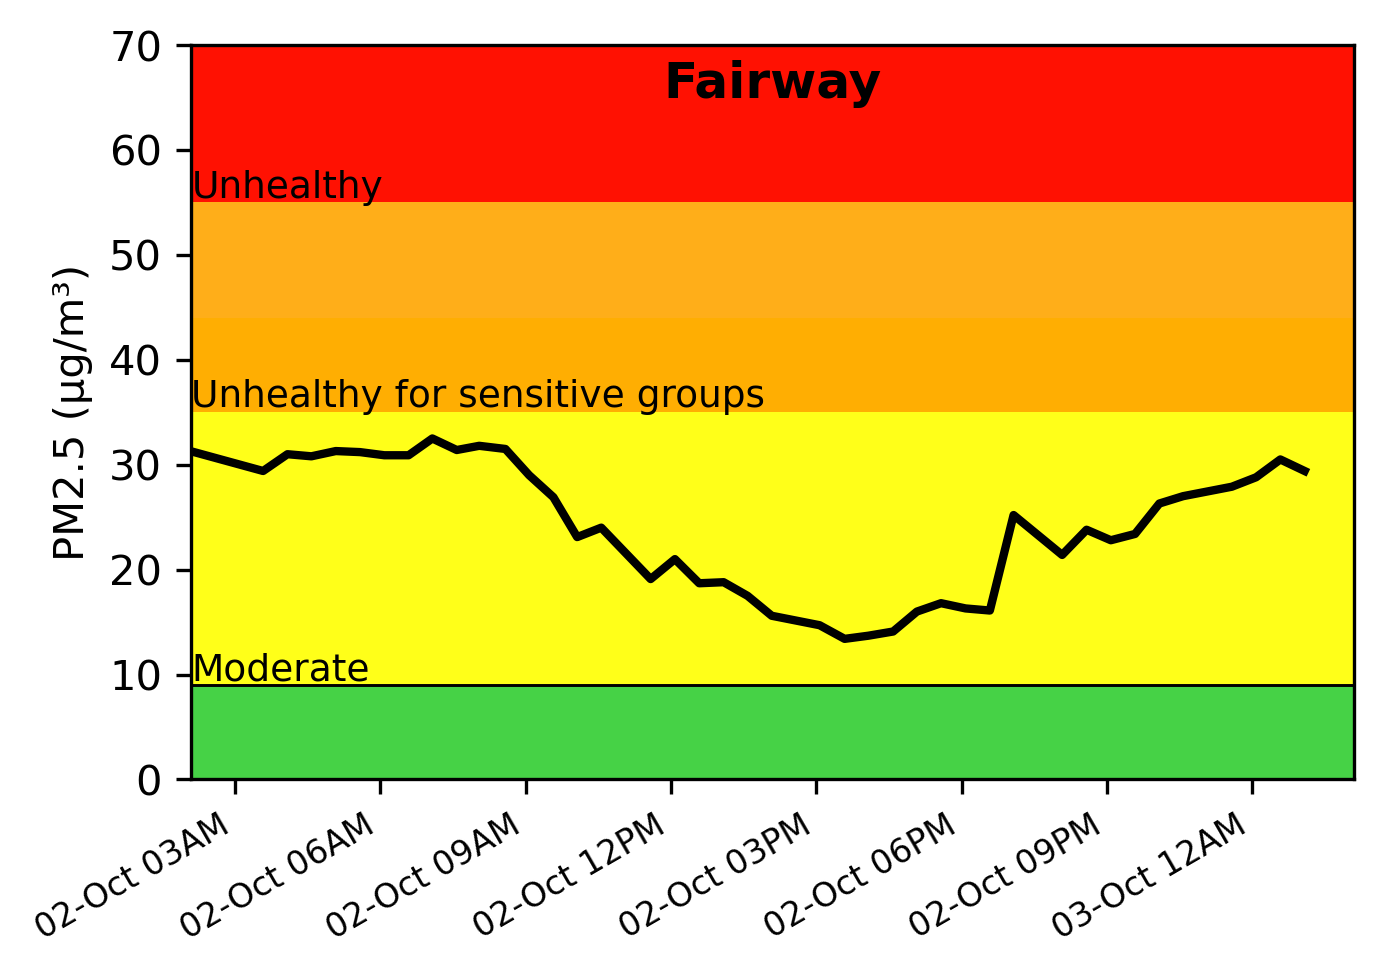 Fairway
70
60
50
40
30
20
10
0
PM2.5 (µg/m³)
Unhealthy
Unhealthy for sensitive groups
Moderate
02-Oct 03AM
02-Oct 06AM
02-Oct 09AM
02-Oct 12PM
02-Oct 03PM
02-Oct 06PM
02-Oct 09PM
03-Oct 12AM